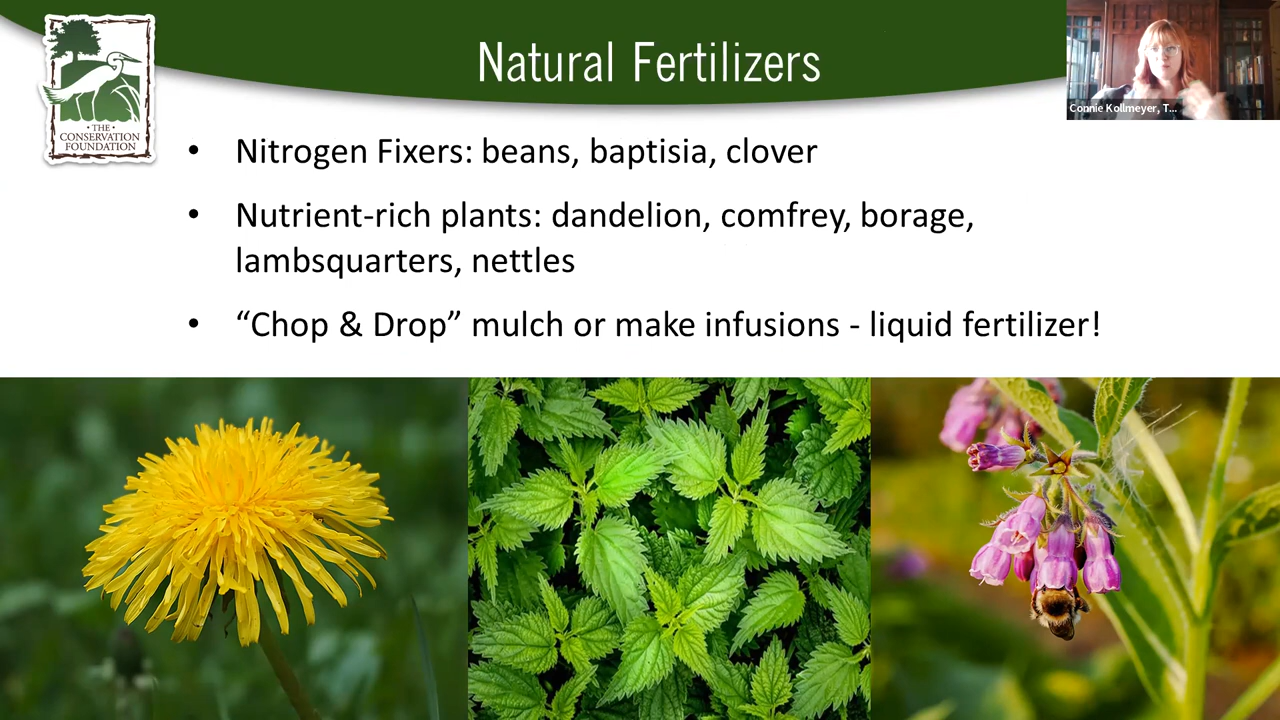 Natural Fertilizers
Connie Kollmeyer, T...
• THE •
CONSERVATION
FOUNDATION
• Nitrogen Fixers: beans, baptisia, clover
• Nutrient-rich plants: dandelion, comfrey, borage,
lambsquarters, nettles
• “Chop & Drop” mulch or make infusions - liquid fertilizer!